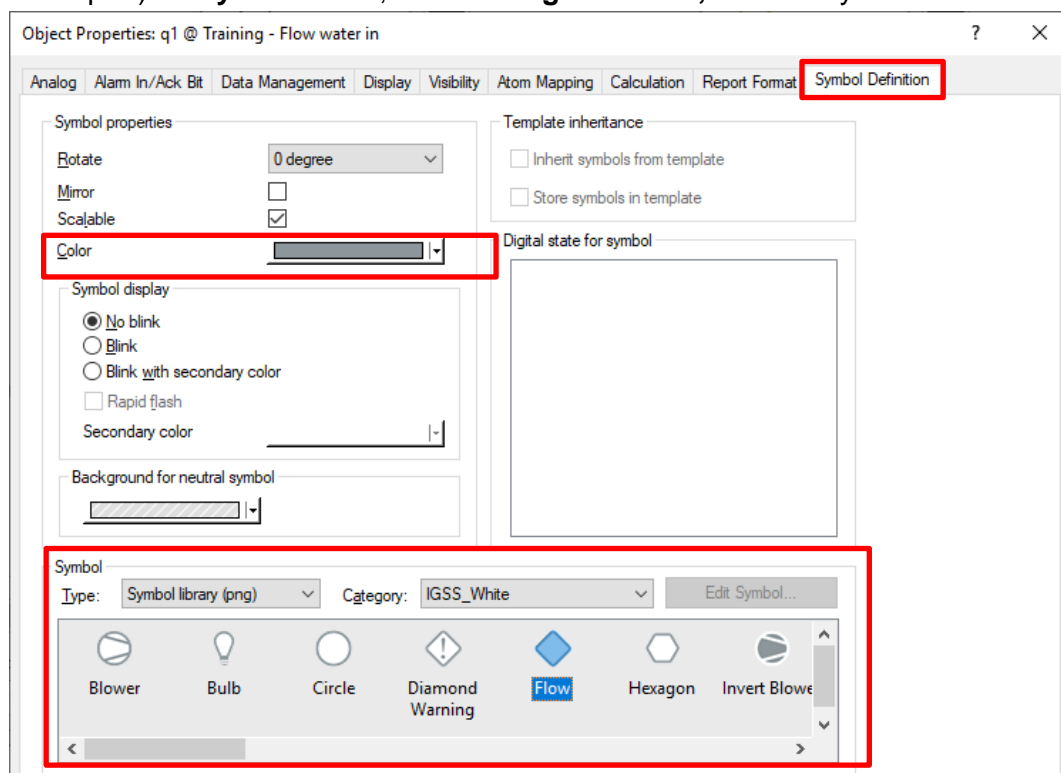 Object Properties: q1 @ Training - Flow water in ?
Analog Alarm In/Ack Bit Data Management Display Visibility Atom Mapping Calculation Report Format Symbol Definition
Symbol properties
Rotate 0 degree
Mirror
Scalable
Color
Symbol display
No blink
Blink
Blink with secondary color
Rapid flash
Secondary color
Background for neutral symbol
Template inheritance
Inherit symbols from template
Store symbols in template
Digital state for symbol
Symbol
Type: Symbol library (png) Category: IGSS_White Edit Symbol...
Blower Bulb Circle Diamond Warning Flow Hexagon Invert Blowe